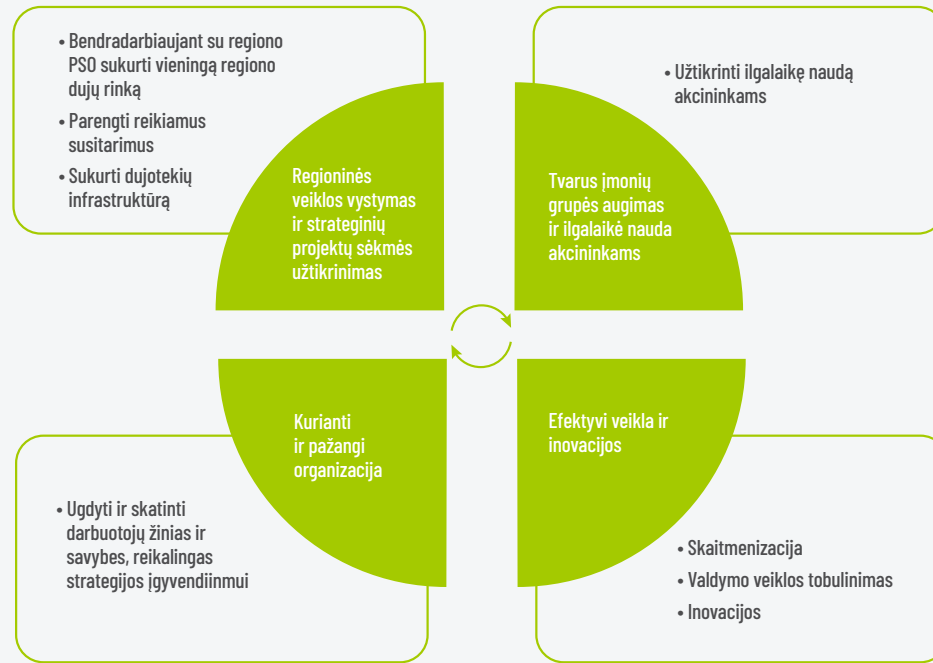 • Bendradarbiaujant su regiono
PSO sukurti vieningą regiono
dujų rinką
• Parengti reikiamus
susitarimus
• Sukurti dujotekių
infrastruktūrą
Regioninės
veiklos vystymas
ir strateginių
projektų sėkmės
užtikrinimas
• Užtikrinti ilgalaikę naudą
akcininkams
Tvarus įmonių
grupės augimas
ir ilgalaikė nauda
akcininkams
Kurianti
ir pažangi
organizacija
• Ugdyti ir skatinti
darbuotojų žinias ir
savybes, reikalingas
strategijos įgyvendiinmui
Efektyvi veikla ir
inovacijos
• Skaitmenizacija
• Valdymo veiklos tobulinimas
• Inovacijos